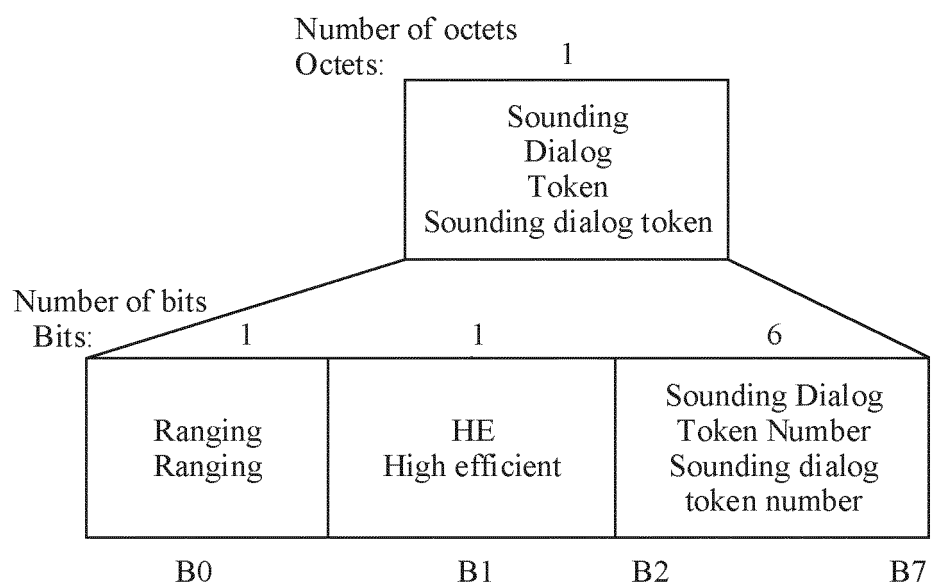 Number of octets
Octets: 1
Sounding
Dialog
Token
Sounding dialog token
Number of bits
Bits: 1 1 6
Ranging
Ranging
HE
High efficient
Sounding Dialog
Token Number
Sounding dialog
token number
B0 B1 B2 B7